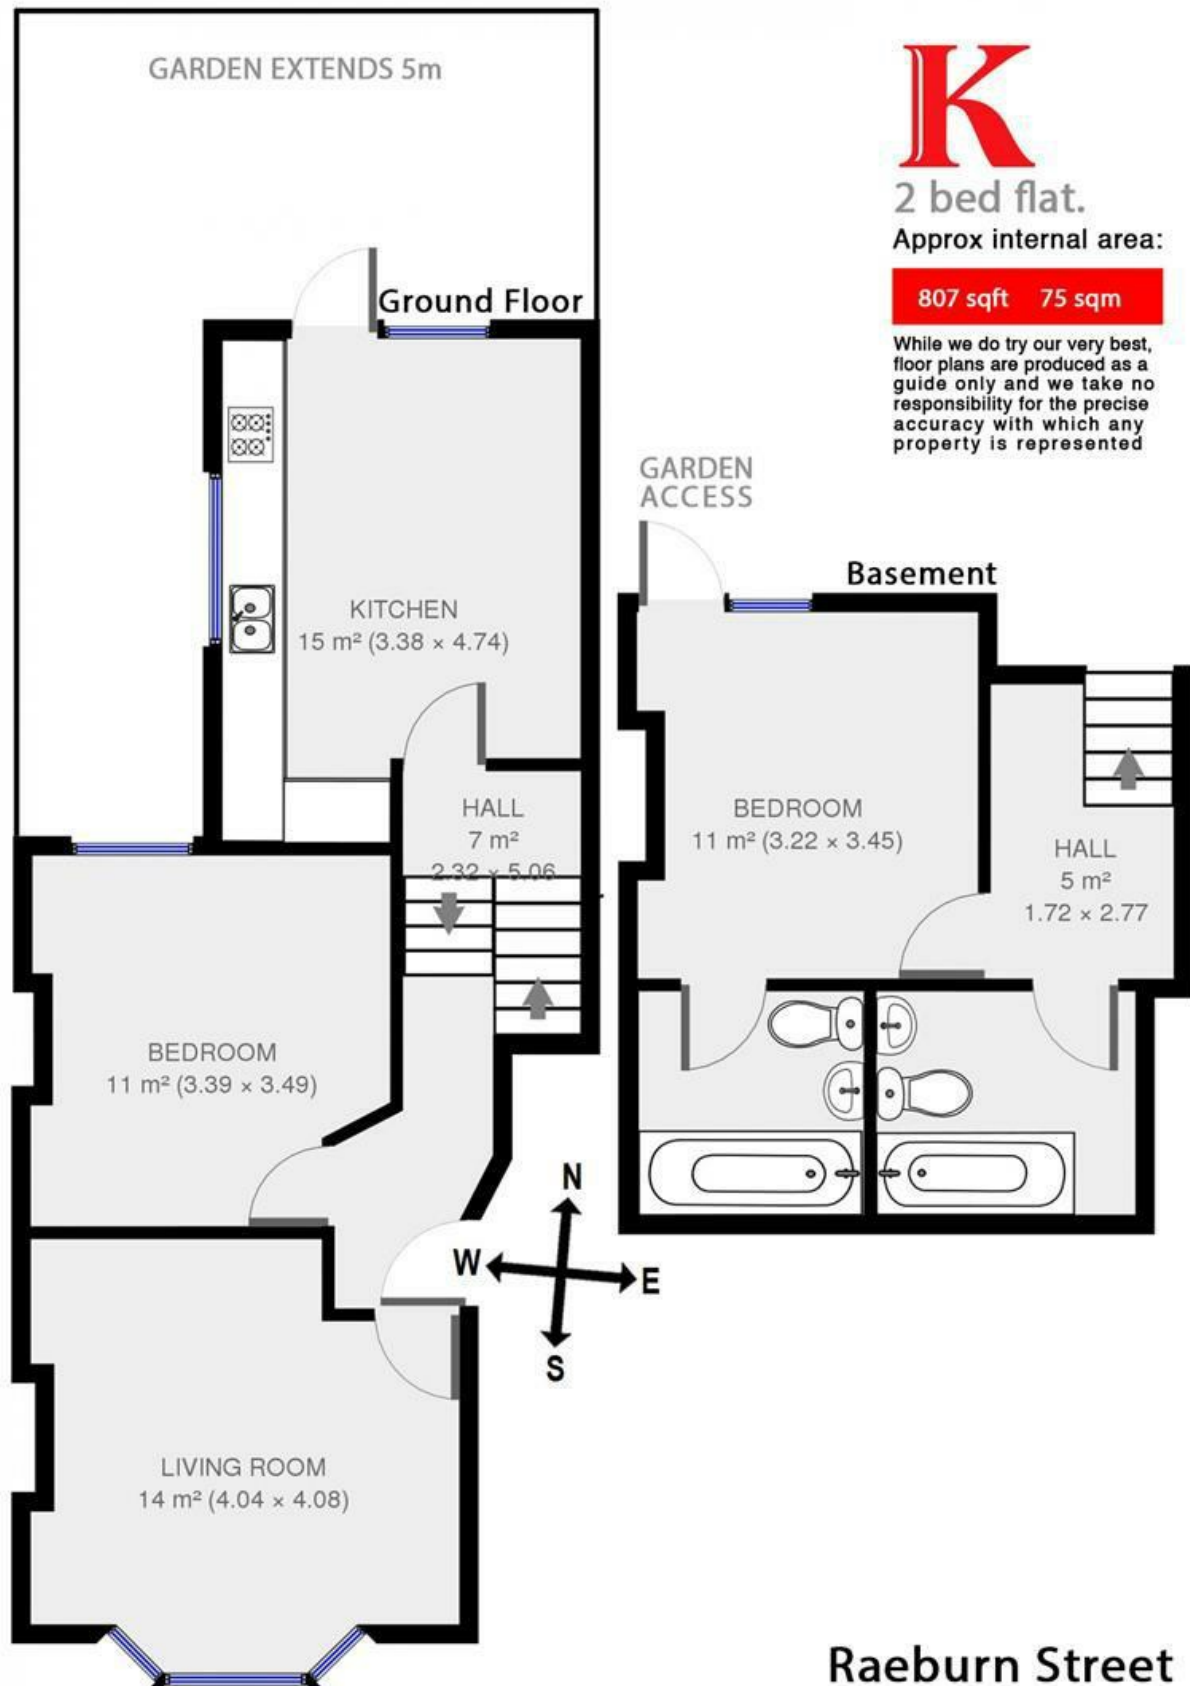 GARDEN EXTENDS 5m
K
2 bed flat.
Approx internal area:
807 sqft 75 sqm
While we do try our very best,
floor plans are produced as a
guide only and we take no
responsibility for the precise
accuracy with which any
property is represented
Ground Floor
KITCHEN
15 m² (3.38 × 4.74)
HALL
7 m²
2.32 × 5.06
BEDROOM
11 m² (3.39 × 3.49)
LIVING ROOM
14 m² (4.04 × 4.08)
GARDEN
ACCESS
Basement
BEDROOM
11 m² (3.22 × 3.45)
HALL
5 m²
1.72 × 2.77
N
W
E
S
Raeburn Street